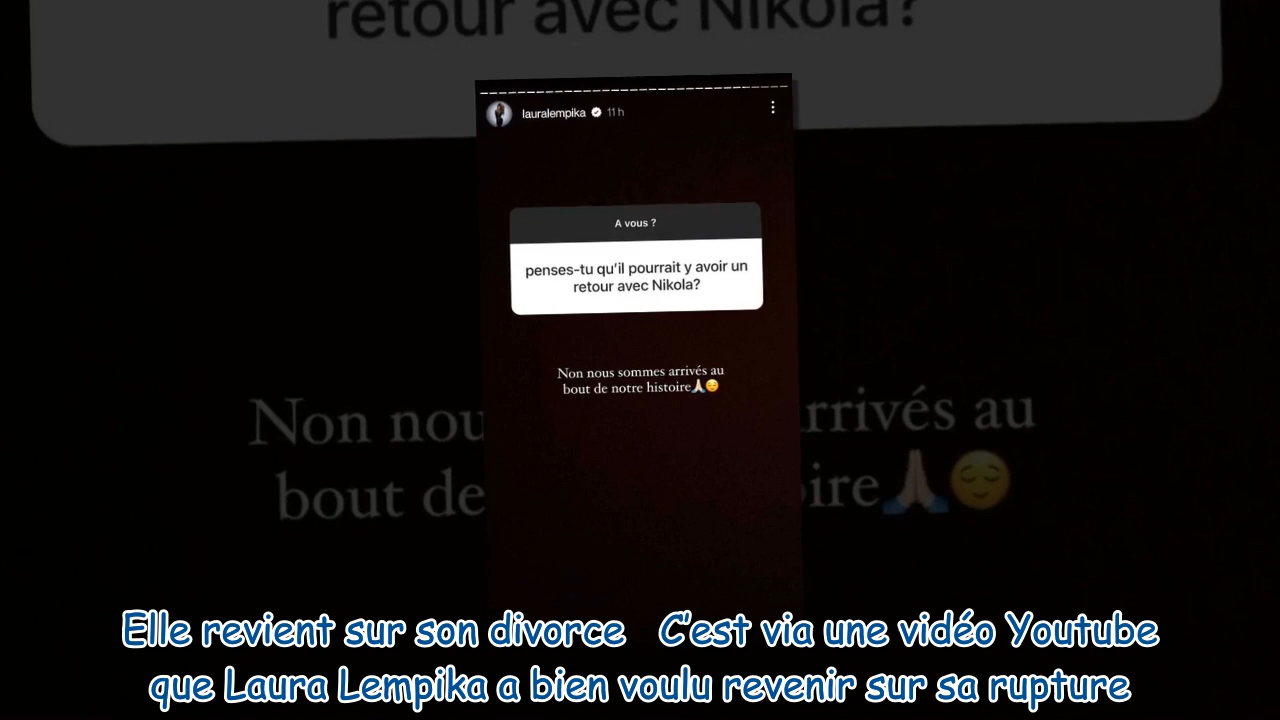 retour avec Nikola?
lauralempika 11 h
A vous ?
penses-tu qu'il pourrait y avoir un
retour avec Nikola?
Non nous sommes arrivés au
bout de notre histoire🙏🏻😌
Non nou
rrivés au
bout de
ire🙏🏻😌
Elle revient sur son divorce C'est via une vidéo Youtube
que Laura Lempika a bien voulu revenir sur sa rupture